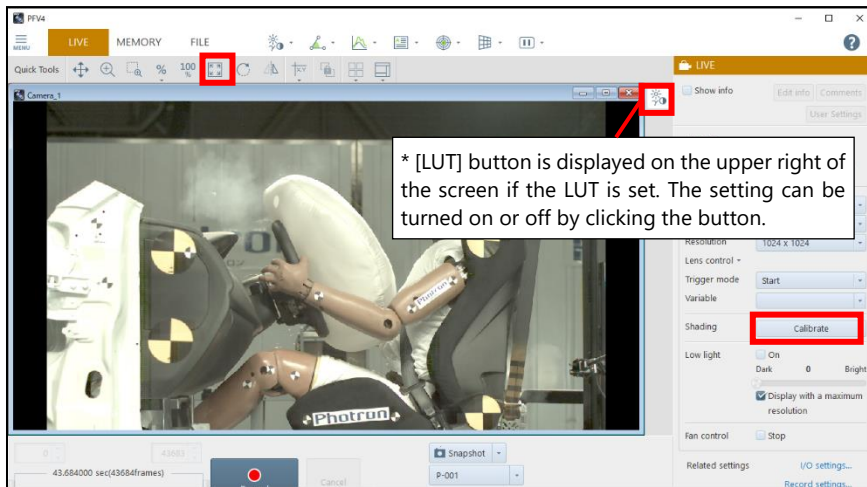 PFV4
MENU
LIVE
MEMORY
FILE
Quick Tools
%
100
%
LIVE
Camera_1
Show info
Edit info
Comments
User Settings
* [LUT] button is displayed on the upper right of
the screen if the LUT is set. The setting can be
turned on or off by clicking the button.
Resolution
1024 x 1024
Lens control
Trigger mode
Start
Variable
Shading
Calibrate
Low light
On
Dark 0 Bright
Display with a maximum
resolution
Photron
Photron
Fan control
Stop
0
43683
Snapshot
43.684000 sec(43684frames)
Cancel
P-001
Related settings
I/O settings...
Record settings...